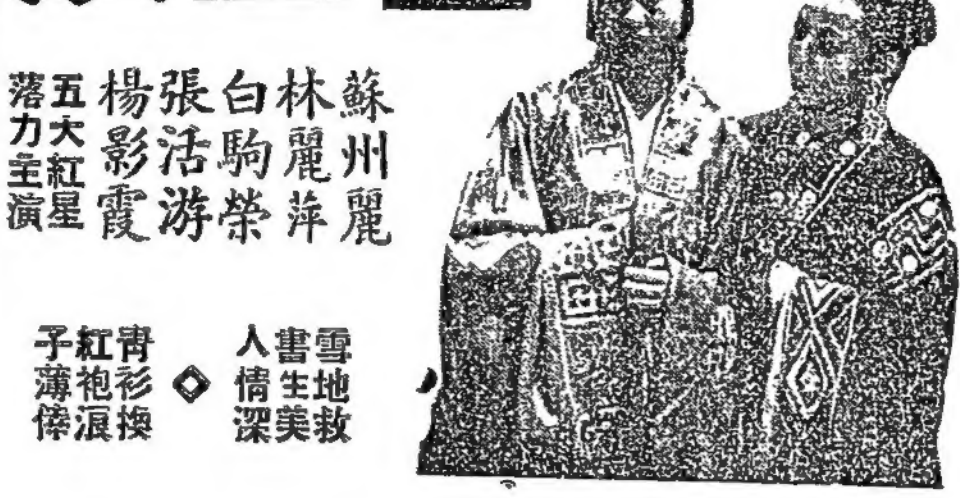 蘇州麗
林麗萍
白駒榮
張活游
楊影霞
五大紅星
落力主演
雪地救
書生美
人情深
青衫換
紅袍浪
子薄倖